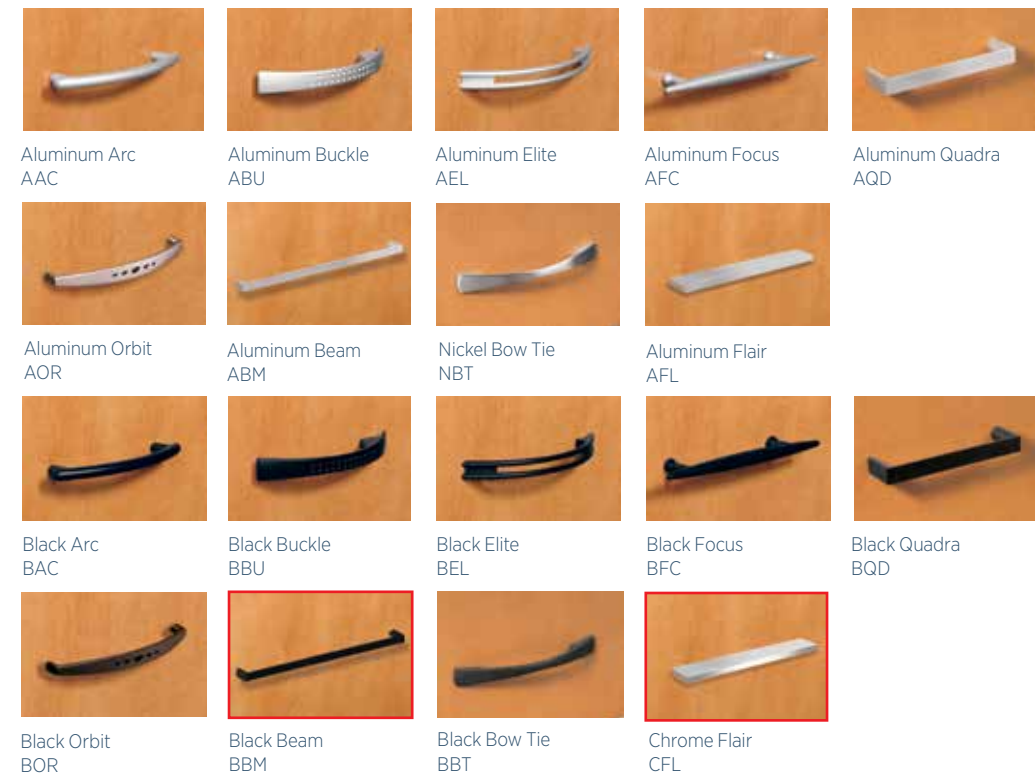 Aluminum Arc
AAC
Aluminum Buckle
ABU
Aluminum Elite
AEL
Aluminum Focus
AFC
Aluminum Quadra
AQD
Aluminum Orbit
AOR
Aluminum Beam
ABM
Nickel Bow Tie
NBT
Aluminum Flair
AFL
Black Arc
BAC
Black Buckle
BBU
Black Elite
BEL
Black Focus
BFC
Black Quadra
BQD
Black Orbit
BOR
Black Beam
BBM
Black Bow Tie
BBT
Chrome Flair
CFL